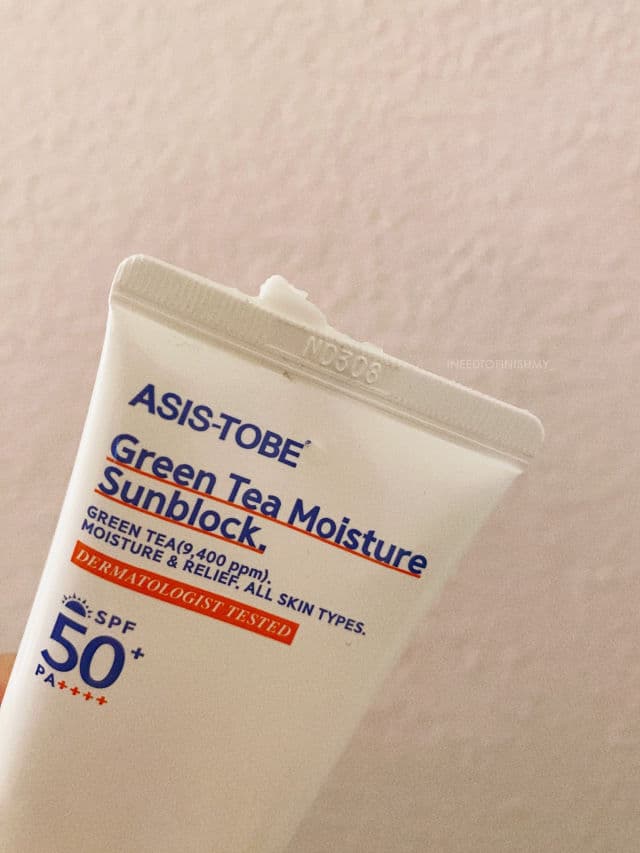 ND308
INEEDTOFINISHMY
ASIS-TOBE
Green Tea Moisture
Sunblock.
GREEN TEA(9,400 ppm).
MOISTURE & RELIEF. ALL SKIN TYPES.
DERMATOLOGIST TESTED
SPF
50+
PA++++